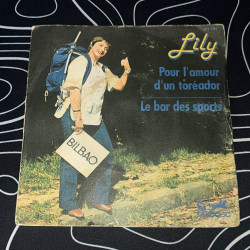 Lily
Pour l'amour
d'un toréador
Le bar des sports
BILBAO